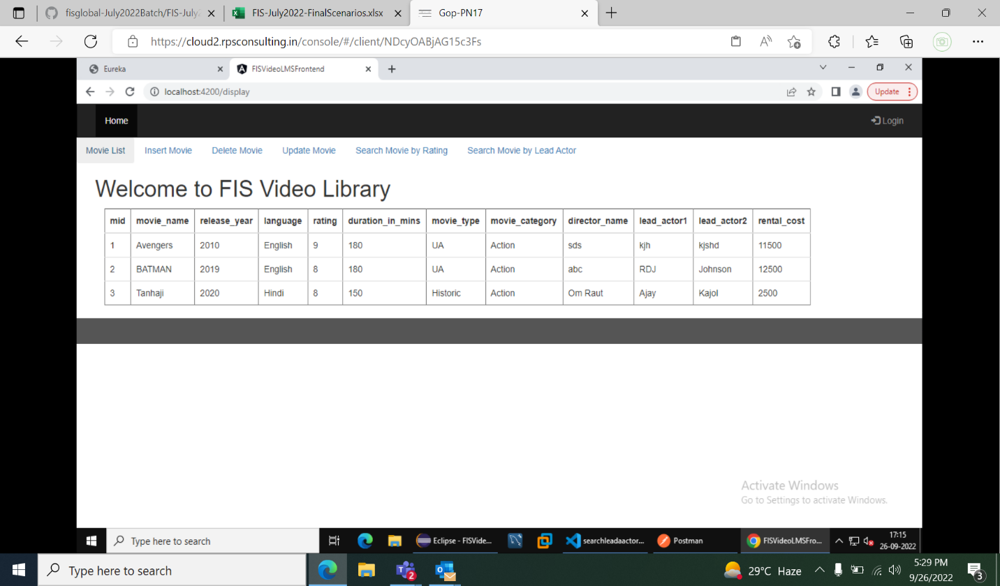 fisglobal-July2022Batch/FIS-July2
FIS-July2022-FinalScenarios.xlsx
Gop-PN17
https://cloud2.rpsconsulting.in/console/#/client/NDcyOABjAG15c3Fs
Eureka
FISVideoLMSFrontend
localhost:4200/display
Update
Home
Login
Movie List Insert Movie Delete Movie Update Movie Search Movie by Rating Search Movie by Lead Actor
Welcome to FIS Video Library
mid movie_name release_year language rating duration_in_mins movie_type movie_category director_name lead_actor1 lead_actor2 rental_cost
1 Avengers 2010 English 9 180 UA Action sds kjh kjshd 11500
2 BATMAN 2019 English 8 180 UA Action abc RDJ Johnson 12500
3 Tanhaji 2020 Hindi 8 150 Historic Action Om Raut Ajay Kajol 2500
Activate Windows
Go to Settings to activate Windows.
Type here to search
Eclipse - FISVide...
searchleadaactor...
Postman
FISVideoLMSFro...
17:15
26-09-2022
Type here to search
2
29°C Haze
5:29 PM
9/26/2022
3